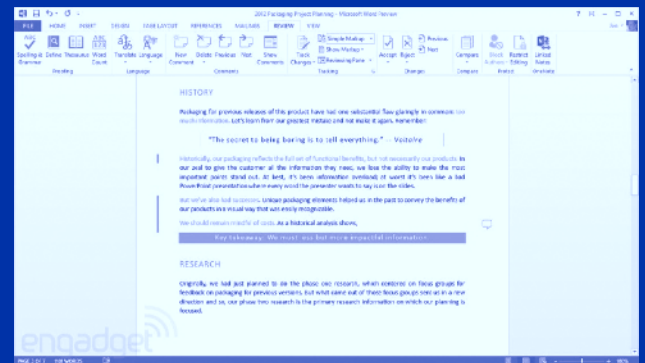 2012 Packaging Project Planning - Microsoft Word Preview
FILE HOME INSERT DESIGN PAGE LAYOUT REFERENCES MAILINGS REVIEW VIEW
Simple Markup
Show Markup
Reviewing Pane
Previous
Next
Spelling & Grammar Define Thesaurus Word Count Translate Language New Comment Delete Previous Next Show Comments Track Changes Accept Reject Compare Block Authors Restrict Editing Linked Notes
Proofing Language Comments Tracking Changes Compare Protect
HISTORY
Packaging for previous releases of this product have had one substantial flaw glaringly in common: too
much information. Let's learn from our greatest mistake and not make it again. Remember:
"The secret to being boring is to tell everything." -- Voltaire
Historically, our packaging reflects the full set of functional benefits, but not necessarily our products. In
our zeal to give the customer all the information they need, we lose the ability to make the most
important points stand out. At best, it's been information overload; at worst it's been like a bad
PowerPoint presentation where every word the presenter wants to say is on the slides.
But we've also had successes. Unique packaging elements helped us in the past to convey the benefits of
our products in a visual way that was easily recognizable.
We should remain mindful of costs. As a historical analysis shows,
Key takeaway: We must use but more impactful information
RESEARCH
Originally, we had just planned to do the phase one research, which centered on focus groups for
feedback on packaging for previous versions, but what came out of those focus groups sent us in a new
direction and so, our phase two research is the primary research information on which our planning is
focused.
engadget